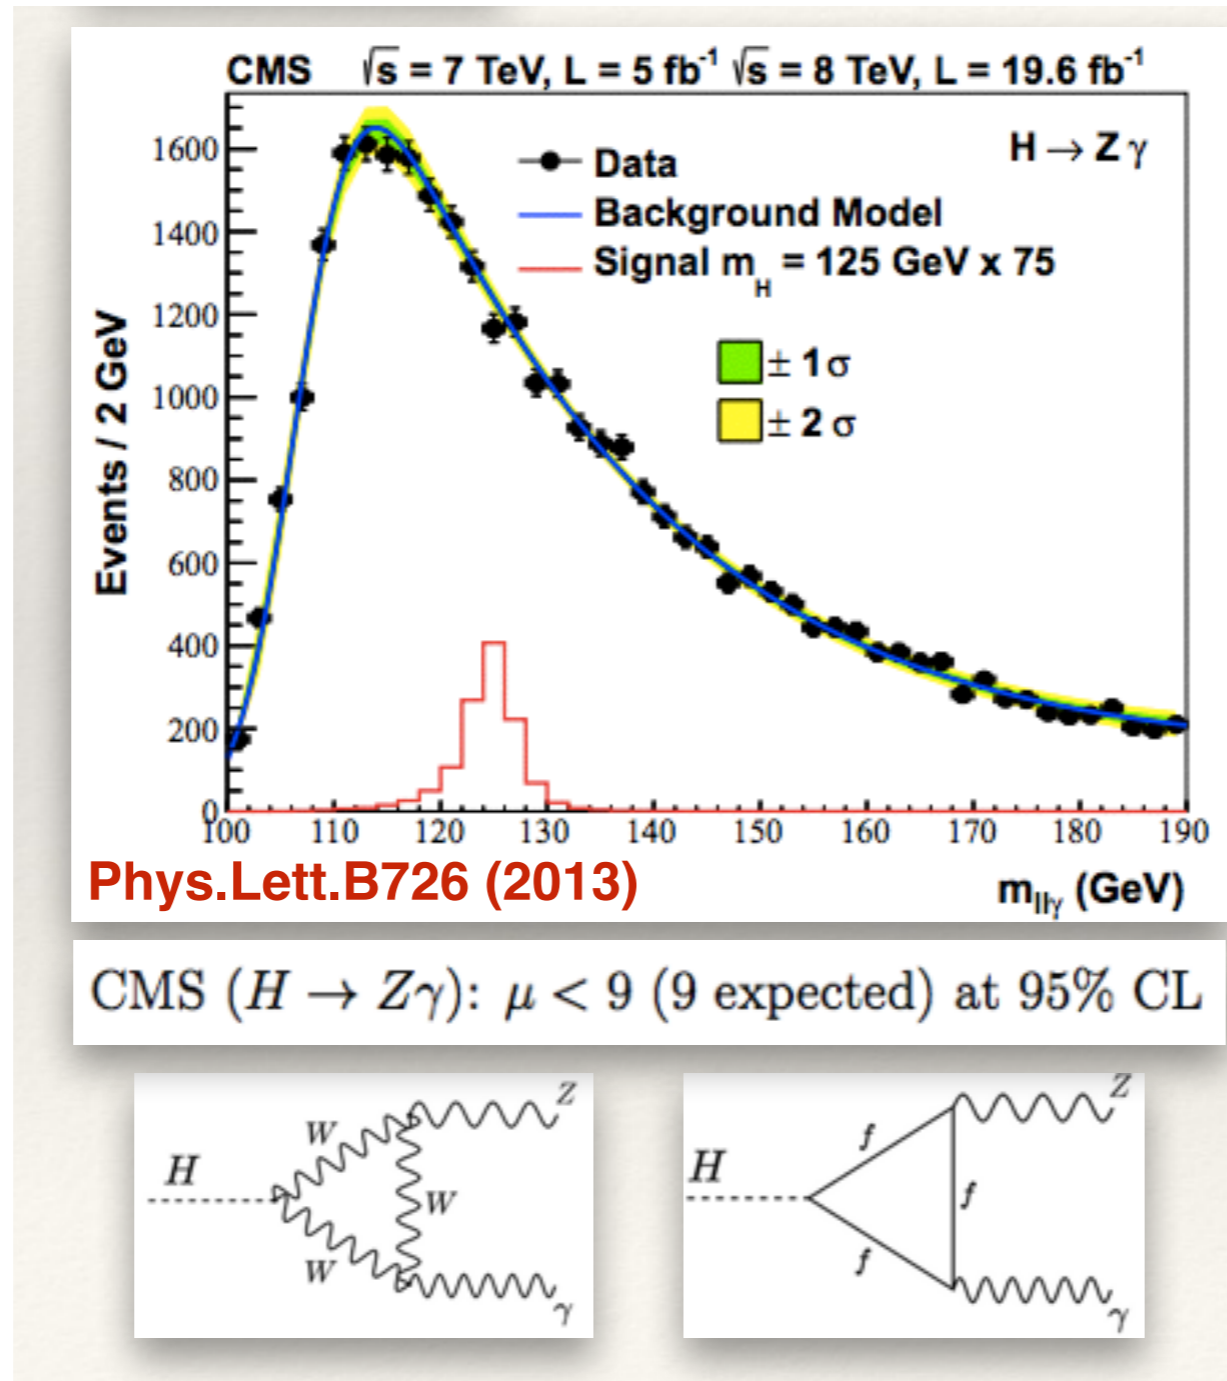 CMS √s = 7 TeV, L = 5 fb⁻¹ √s = 8 TeV, L = 19.6 fb⁻¹
H → Z γ
Data
Background Model
Signal m_H = 125 GeV x 75
± 1 σ
± 2 σ
Events / 2 GeV
1600
1400
1200
1000
800
600
400
200
0
100 110 120 130 140 150 160 170 180 190
m_llγ (GeV)
Phys.Lett.B726 (2013)
CMS (H → Zγ): μ < 9 (9 expected) at 95% CL
H W W W Z γ
H f f f Z γ